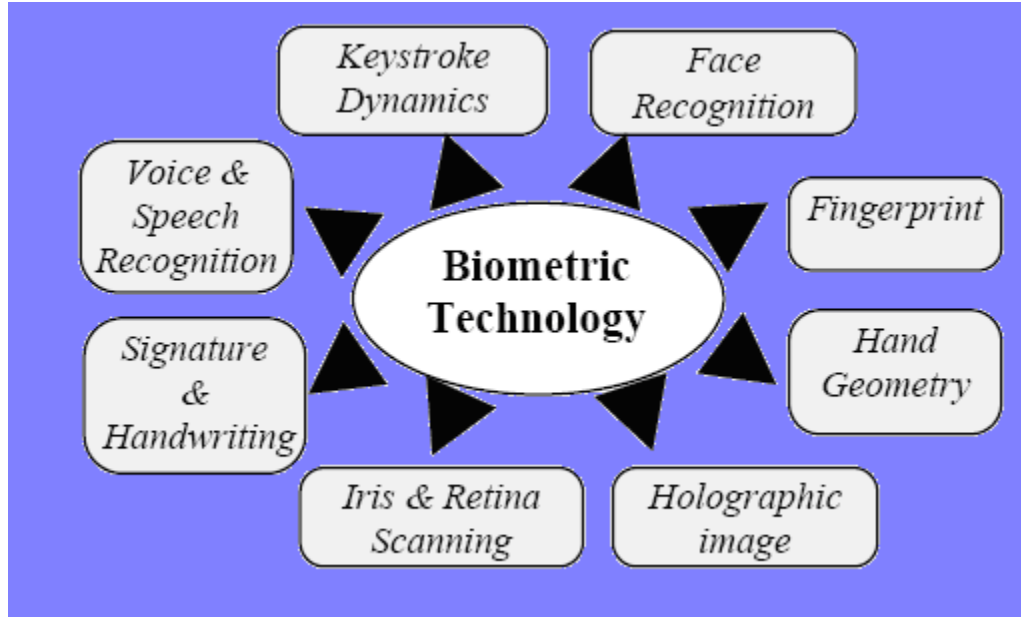 Keystroke
Dynamics
Face
Recognition
Voice &
Speech
Recognition
Fingerprint
Biometric
Technology
Signature
&
Handwriting
Hand
Geometry
Iris & Retina
Scanning
Holographic
image